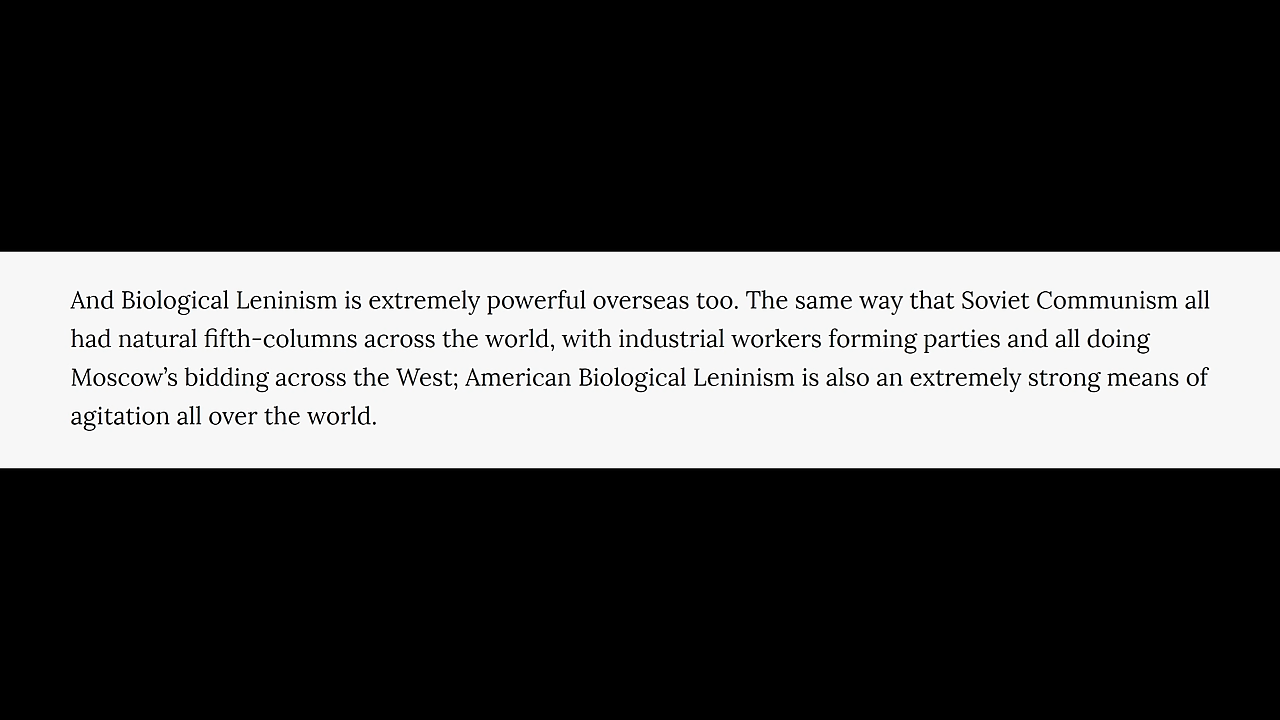 And Biological Leninism is extremely powerful overseas too. The same way that Soviet Communism all
had natural fifth-columns across the world, with industrial workers forming parties and all doing
Moscow’s bidding across the West; American Biological Leninism is also an extremely strong means of
agitation all over the world.